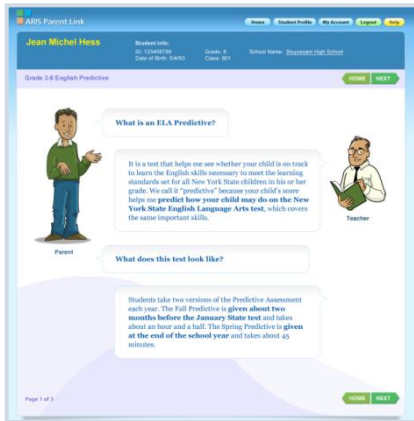 ARIS Parent Link
Home Student Profile My Account Logout Help
Jean Michel Hess
Student Info:
ID: 123456789
Date of Birth: 5/4/93
Grade: 8
Class: 801
School Name: Stuyvesant High School
Grade 3-8 English Predictive
HOME NEXT
What is an ELA Predictive?
It is a test that helps me see whether your child is on track
to learn the English skills necessary to meet the learning
standards set for all New York State children in his or her
grade. We call it "predictive" because your child's score
helps me predict how your child may do on the New
York State English Language Arts test, which covers
the same important skills.
Teacher
Parent
What does this test look like?
Students take two versions of the Predictive Assessment
each year. The Fall Predictive is given about two
months before the January State test and takes
about an hour and a half. The Spring Predictive is given
at the end of the school year and takes about 45
minutes.
Page 1 of 5
HOME NEXT